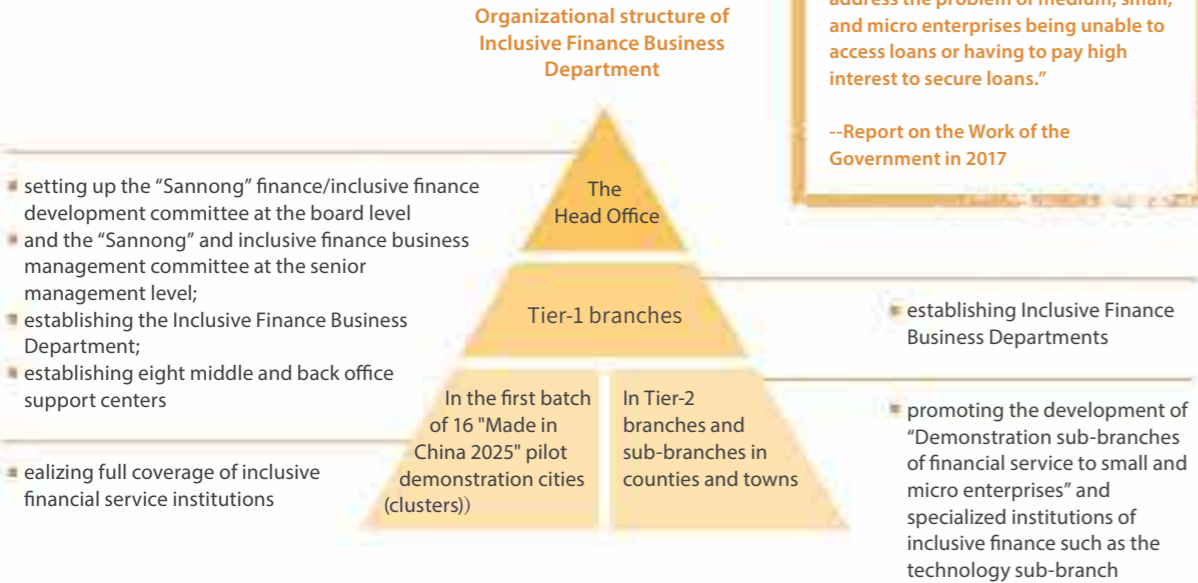 Organizational structure of
Inclusive Finance Business
Department
address the problem of medium, small,
and micro enterprises being unable to
access loans or having to pay high
interest to secure loans.”
--Report on the Work of the
Government in 2017
setting up the “Sannong” finance/inclusive finance
development committee at the board level
and the “Sannong” and inclusive finance business
management committee at the senior
management level;
establishing the Inclusive Finance Business
Department;
establishing eight middle and back office
support centers
ealizing full coverage of inclusive
financial service institutions
The
Head Office
Tier-1 branches
In the first batch
of 16 "Made in
China 2025" pilot
demonstration cities
(clusters))
In Tier-2
branches and
sub-branches in
counties and towns
establishing Inclusive Finance
Business Departments
promoting the development of
“Demonstration sub-branches
of financial service to small and
micro enterprises” and
specialized institutions of
inclusive finance such as the
technology sub-branch